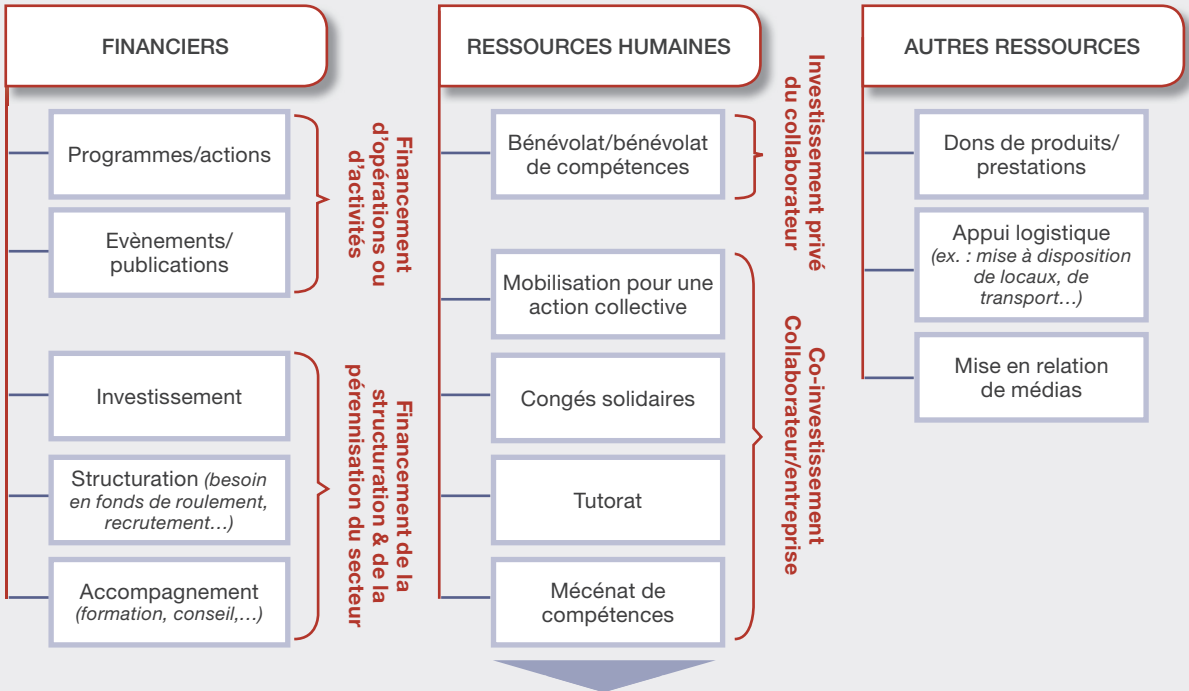 FINANCIERS
Programmes/actions
Evènements/
publications
Financement
d'opérations ou
d'activités
Investissement
Structuration (besoin
en fonds de roulement,
recrutement…)
Accompagnement
(formation, conseil,…)
Financement de la
structuration & de la
pérennisation du secteur
RESSOURCES HUMAINES
Bénévolat/bénévolat
de compétences
Investissement privé
du collaborateur
Mobilisation pour une
action collective
Congés solidaires
Tutorat
Mécénat de
compétences
Co-investissement
Collaborateur/entreprise
AUTRES RESSOURCES
Dons de produits/
prestations
Appui logistique
(ex. : mise à disposition
de locaux, de
transport…)
Mise en relation
de médias